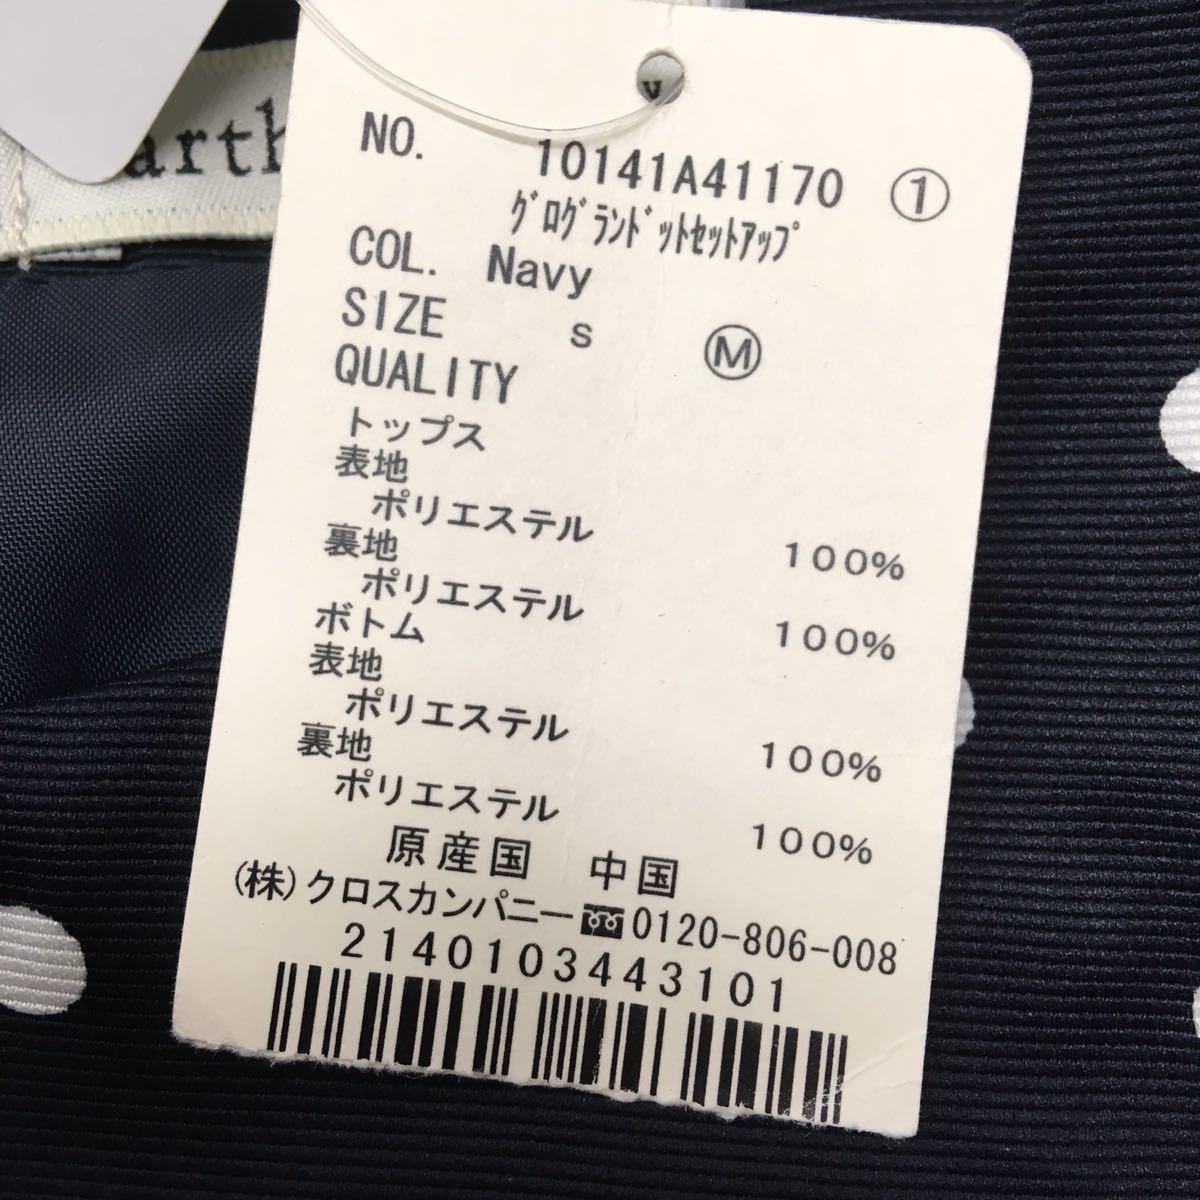 arth
NO. 10141A41170 ①
グログランドットセットアップ
COL. Navy
SIZE s Ⓜ
QUALITY
トップス
表地
ポリエステル 100%
裏地
ポリエステル 100%
ボトム
表地
ポリエステル 100%
裏地
ポリエステル 100%
原産国 中国
(株)クロスカンパニー 0120-806-008
2140103443101